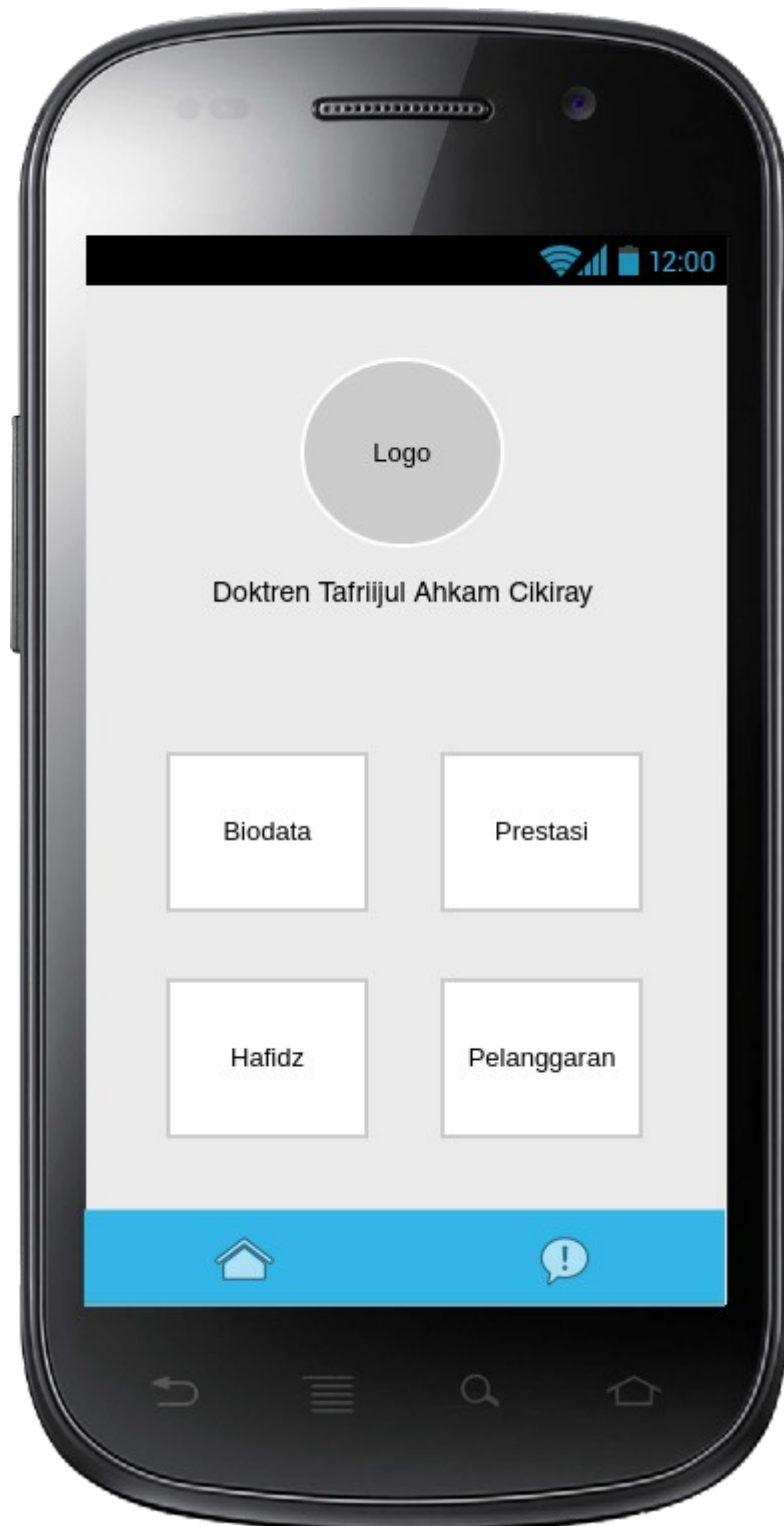 12:00
Logo
Doktren Tafriijul Ahkam Cikiray
Biodata
Prestasi
Hafidz
Pelanggaran
!